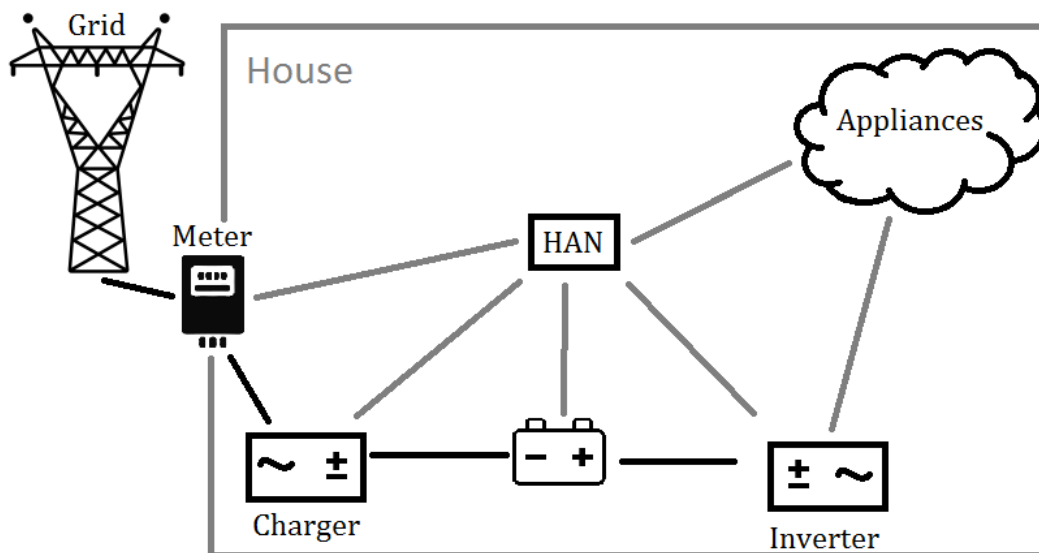 Grid
House
Appliances
Meter
HAN
~ ±
- +
± ~
Charger
Inverter